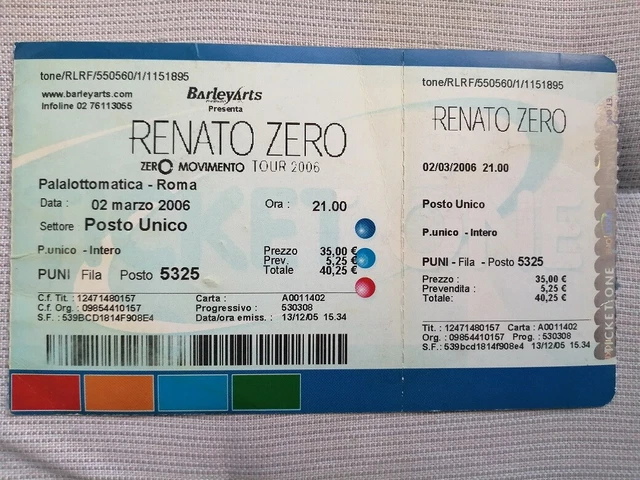 tone/RLRF/550560/1/1151895
www.barleyarts.com
Infoline 02 76113055
BarleyArts
Presenta
RENATO ZERO
ZERO MOVIMENTO TOUR 2006
Palalottomatica - Roma
Data : 02 marzo 2006 Ora : 21.00
Settore Posto Unico
P.unico - Intero
Prezzo 35,00 €
Prev. 5,25 €
Totale 40,25 €
PUNI Fila Posto 5325
C.f. Tit. : 12471480157 Carta : A0011402
C.f. Org. : 09854410157 Progressivo : 530308
S.F. : 539BCD1814F908E4 Data/ora emiss. : 13/12/05 15.34
tone/RLRF/550560/1/1151895
RENATO ZERO
02/03/2006 21.00
Posto Unico
P.unico - Intero
PUNI - Fila - Posto 5325
Prezzo : 35,00 €
Prevendita : 5,25 €
Totale: 40,25 €
Tit. : 12471480157 Carta : A0011402
Org. : 09854410157 Prog. : 530308
S.F.: 539bcd1814f908e4 13/12/05 15.34
TICKETONE